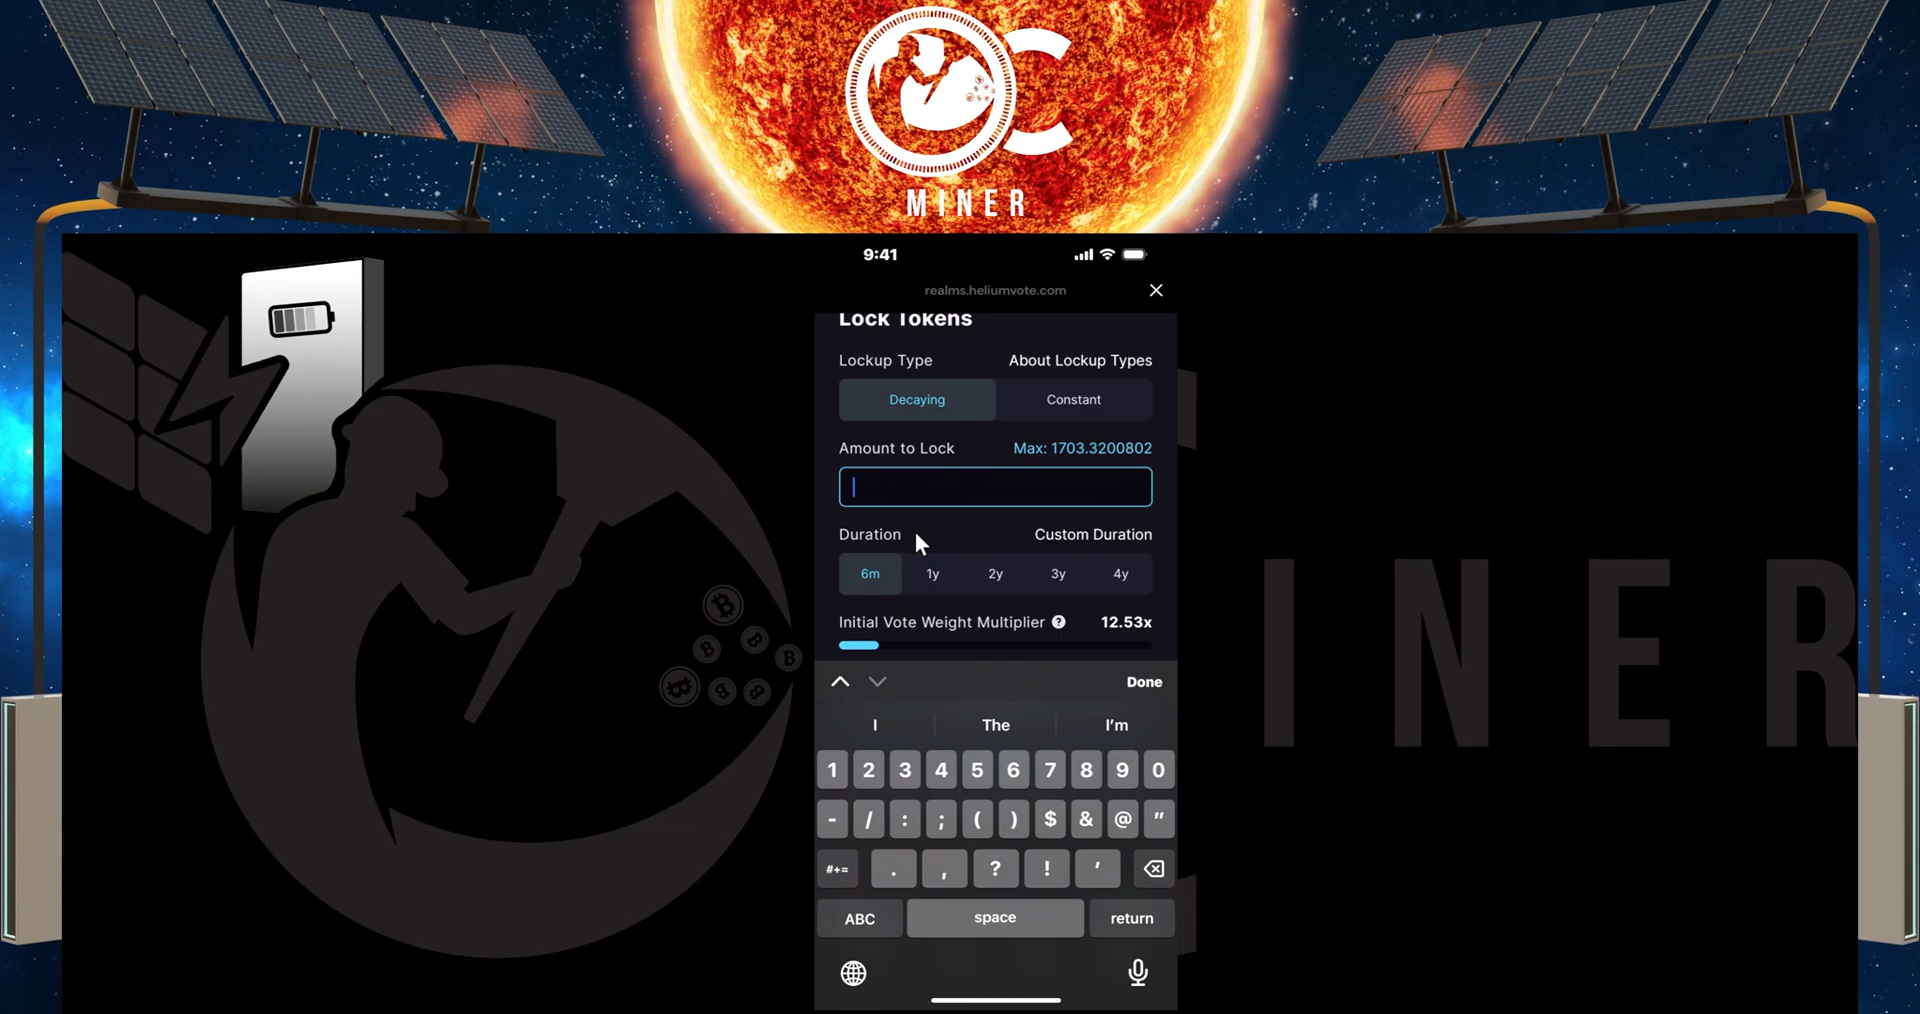 C
MINER
9:41
realms.heliumvote.com
Lock Tokens
Lockup Type About Lockup Types
Decaying Constant
Amount to Lock Max: 1703.3200802
Duration Custom Duration
6m 1y 2y 3y 4y
Initial Vote Weight Multiplier ? 12.53x
Done
I The I'm
1 2 3 4 5 6 7 8 9 0
- / : ; ( ) $ & @ "
#+= . , ? ! ' 
ABC space return
INER